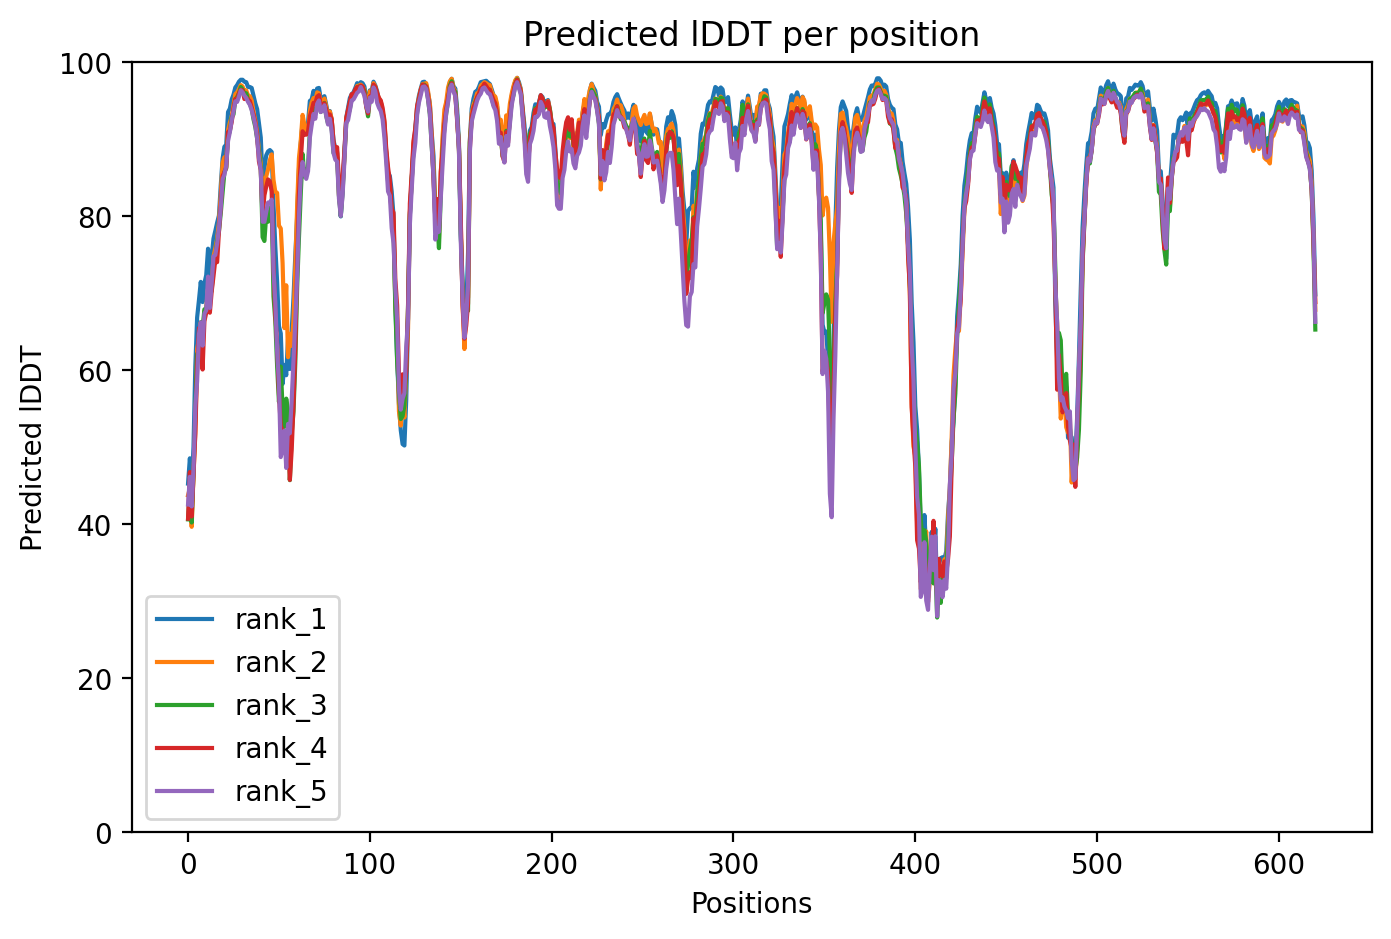 Predicted lDDT per position
100
80
60
40
20
0
Predicted lDDT
rank_1
rank_2
rank_3
rank_4
rank_5
0 100 200 300 400 500 600
Positions